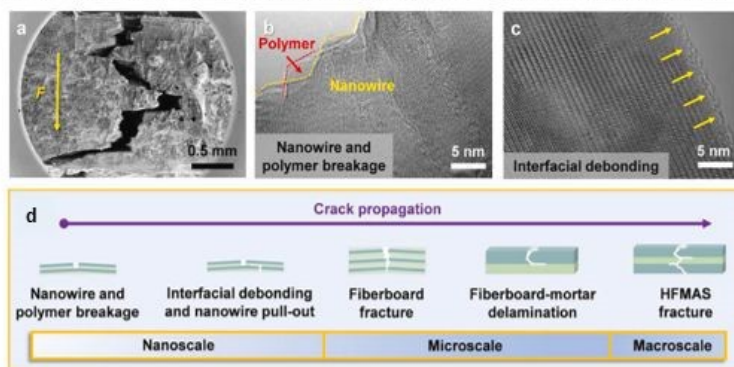 a
F
0.5 mm
b
Polymer
Nanowire
Nanowire and
polymer breakage
5 nm
c
Interfacial debonding
5 nm
d
Crack propagation
Nanowire and
polymer breakage
Interfacial debonding
and nanowire pull-out
Fiberboard
fracture
Fiberboard-mortar
delamination
HFMAS
fracture
Nanoscale
Microscale
Macroscale